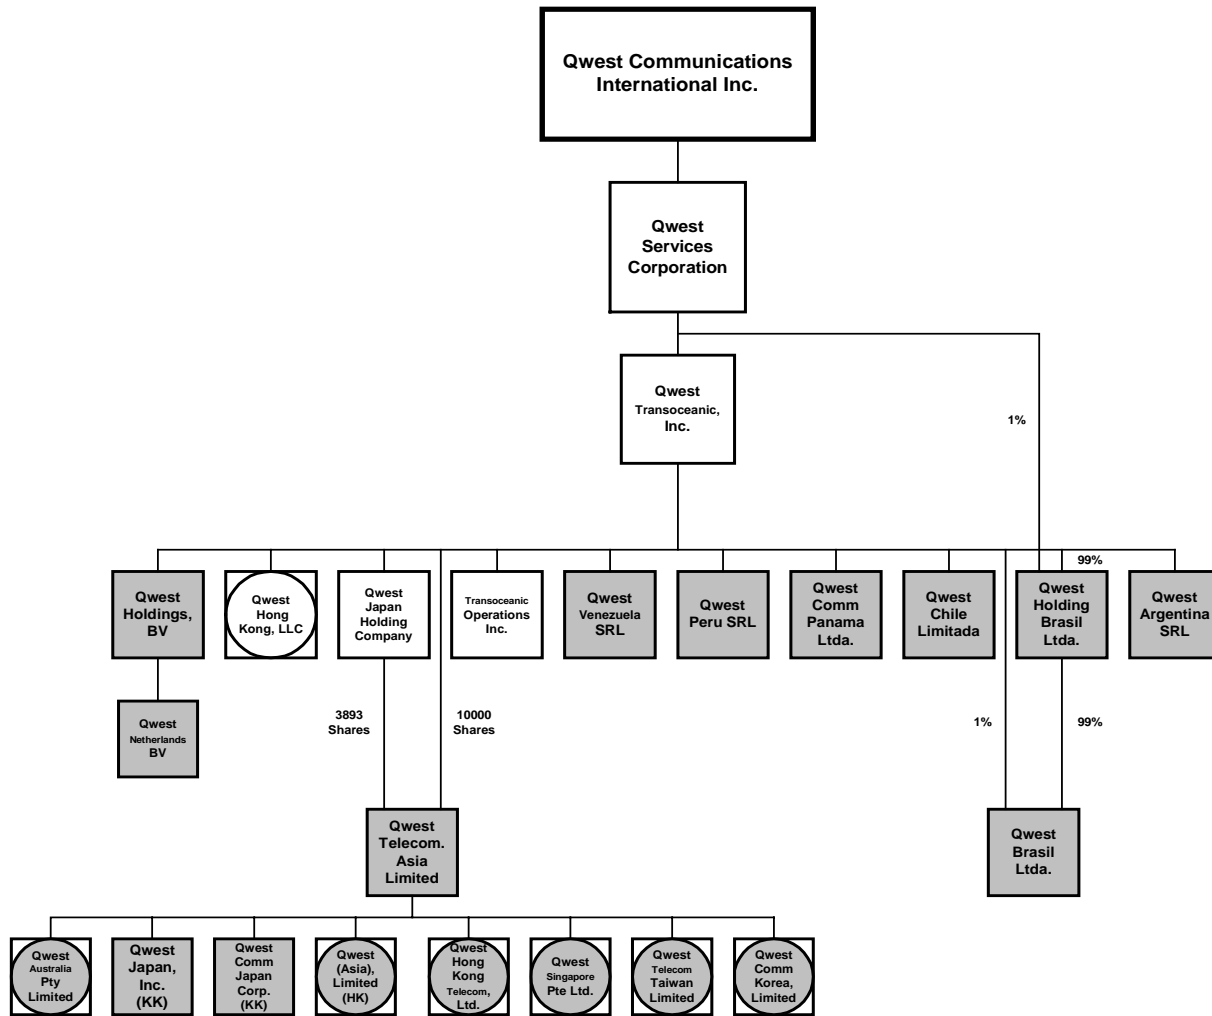 Qwest Communications
International Inc.
Qwest
Services
Corporation
Qwest
Transoceanic,
Inc.
1%
99%
Qwest
Holdings,
BV
Qwest
Hong
Kong, LLC
Qwest
Japan
Holding
Company
Transoceanic
Operations
Inc.
Qwest
Venezuela
SRL
Qwest
Peru SRL
Qwest
Comm
Panama
Ltda.
Qwest
Chile
Limitada
Qwest
Holding
Brasil
Ltda.
Qwest
Argentina
SRL
Qwest
Netherlands
BV
3893
Shares
10000
Shares
1%
99%
Qwest
Telecom.
Asia
Limited
Qwest
Brasil
Ltda.
Qwest
Australia
Pty
Limited
Qwest
Japan,
Inc.
(KK)
Qwest
Comm
Japan
Corp.
(KK)
Qwest
(Asia),
Limited
(HK)
Qwest
Hong
Kong
Telecom,
Ltd.
Qwest
Singapore
Pte Ltd.
Qwest
Telecom
Taiwan
Limited
Qwest
Comm
Korea,
Limited